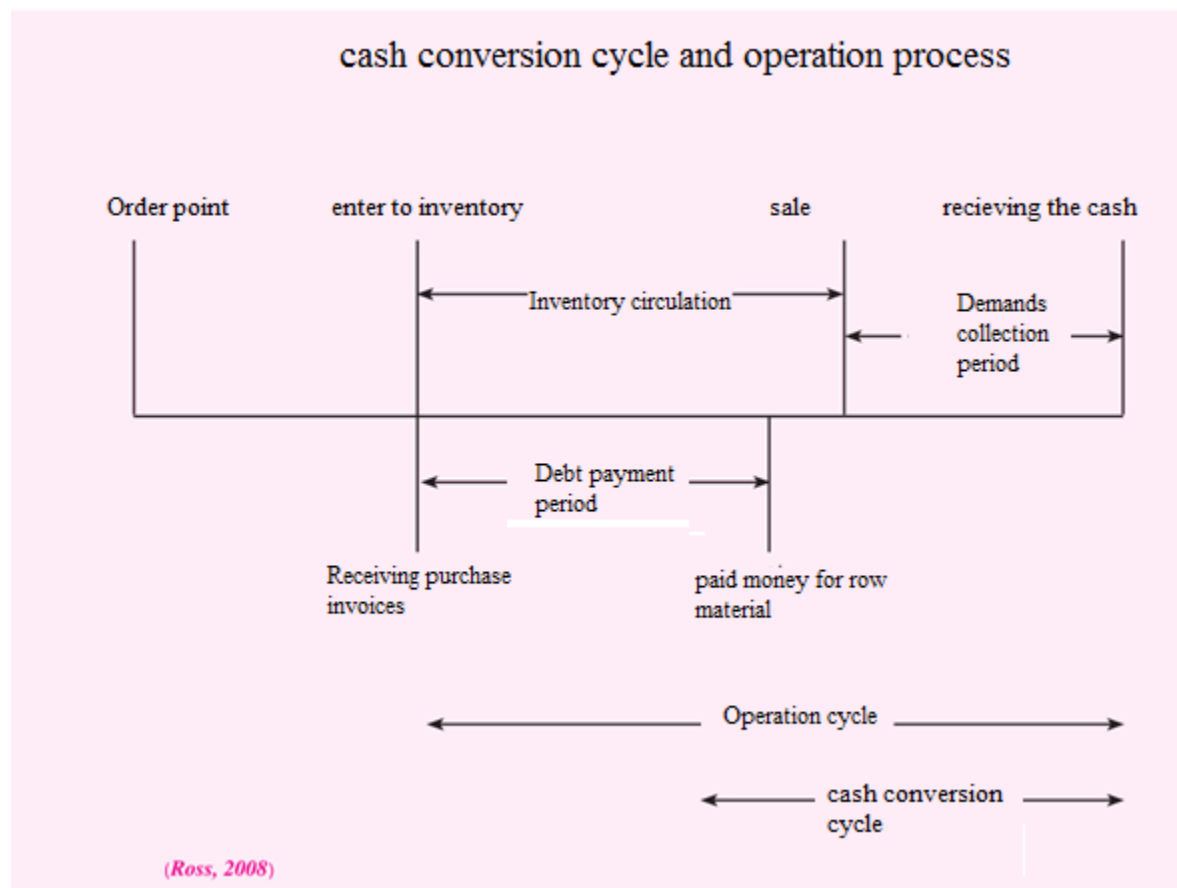 cash conversion cycle and operation process
Order point
enter to inventory
sale
recieving the cash
Inventory circulation
Demands
collection
period
Debt payment
period
Receiving purchase
invoices
paid money for row
material
Operation cycle
cash conversion
cycle
(Ross, 2008)